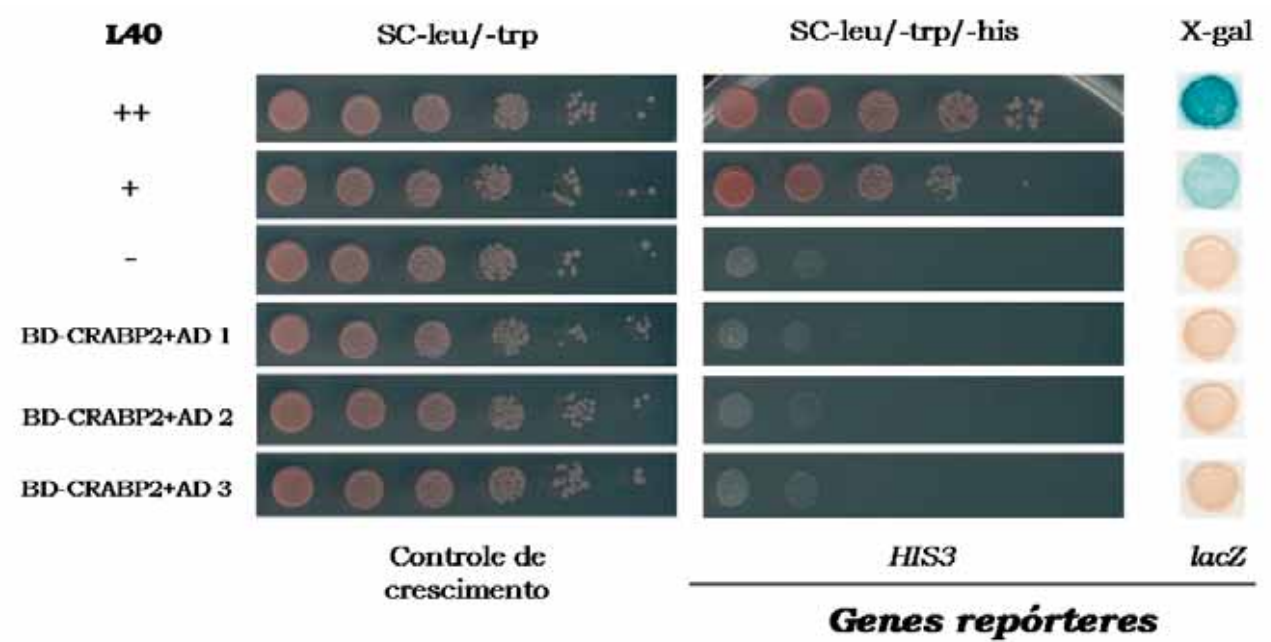 L40 SC-leu/-trp SC-leu/-trp/-his X-gal
++
+
-
BD-CRABP2+AD 1
BD-CRABP2+AD 2
BD-CRABP2+AD 3
Controle de
crescimento
HIS3 lacZ
Genes repórteres